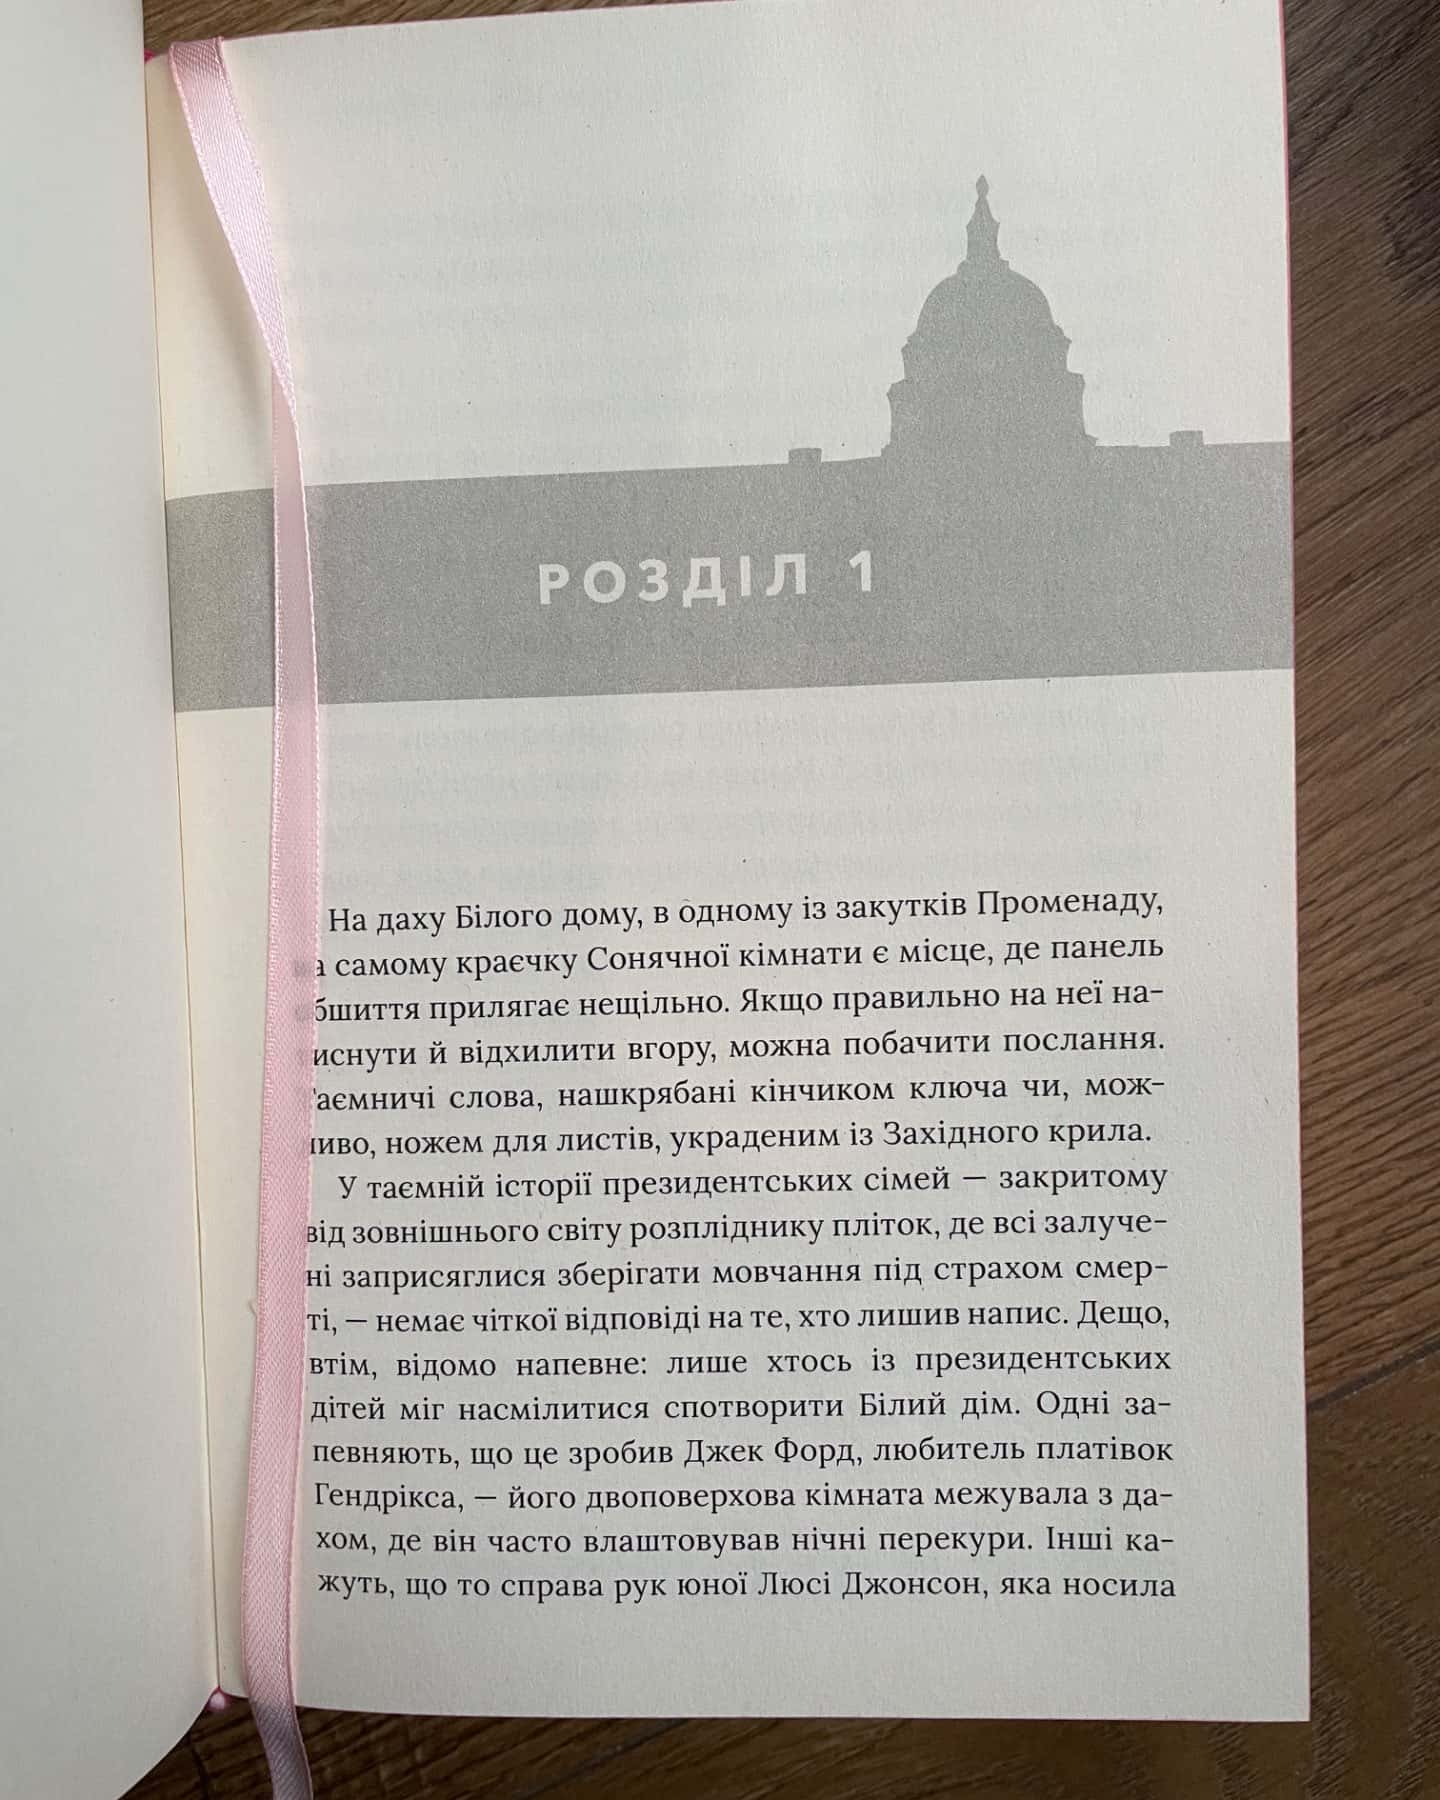 РОЗДІЛ 1
На даху Білого дому, в одному із закутків Променаду,
на самому краєчку Сонячної кімнати є місце, де панель
обшиття прилягає нещільно. Якщо правильно на неї на-
тиснути й відхилити вгору, можна побачити послання.
Таємничі слова, нашкрябані кінчиком ключа чи, мож-
ливо, ножем для листів, украденим із Західного крила.
У таємній історії президентських сімей — закритому
від зовнішнього світу розпліднику пліток, де всі залуче-
ні заприсяглися зберігати мовчання під страхом смер-
ті, — немає чіткої відповіді на те, хто лишив напис. Дещо,
втім, відомо напевне: лише хтось із президентських
дітей міг насмілитися спотворити Білий дім. Одні за-
певняють, що це зробив Джек Форд, любитель платівок
Гендрікса, — його двоповерхова кімната межувала з да-
хом, де він часто влаштовував нічні перекури. Інші ка-
жуть, що то справа рук юної Люсі Джонсон, яка носила